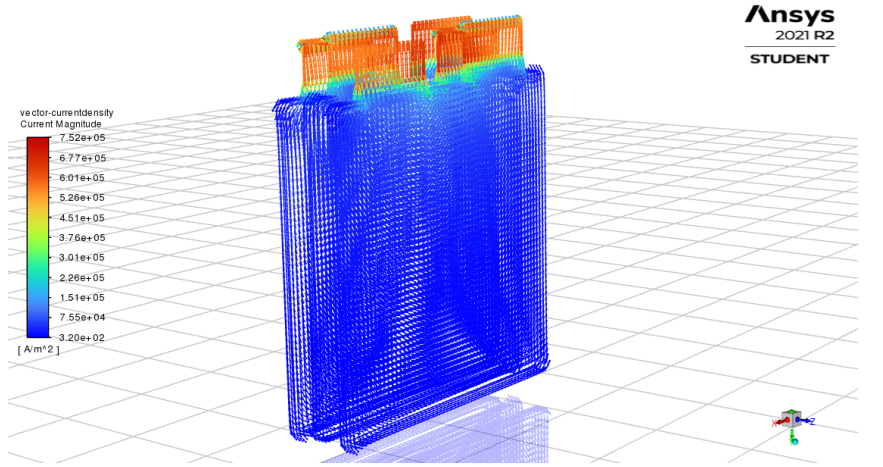 Ansys
2021 R2
STUDENT
vector-currentdensity
Current Magnitude
7.52e+05
6.77e+05
6.01e+05
5.26e+05
4.51e+05
3.76e+05
3.01e+05
2.26e+05
1.51e+05
7.55e+04
3.20e+02
[ A/m^2 ]
X
Z